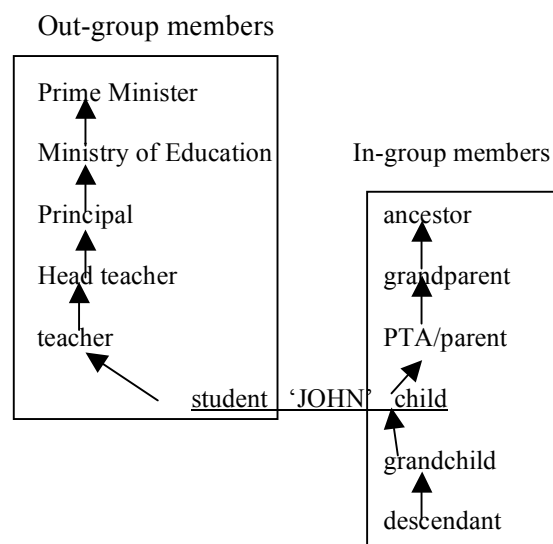 Out-group members
Prime Minister
Ministry of Education
Principal
Head teacher
teacher
In-group members
ancestor
grandparent
PTA/parent
student ‘JOHN’ child
grandchild
descendant